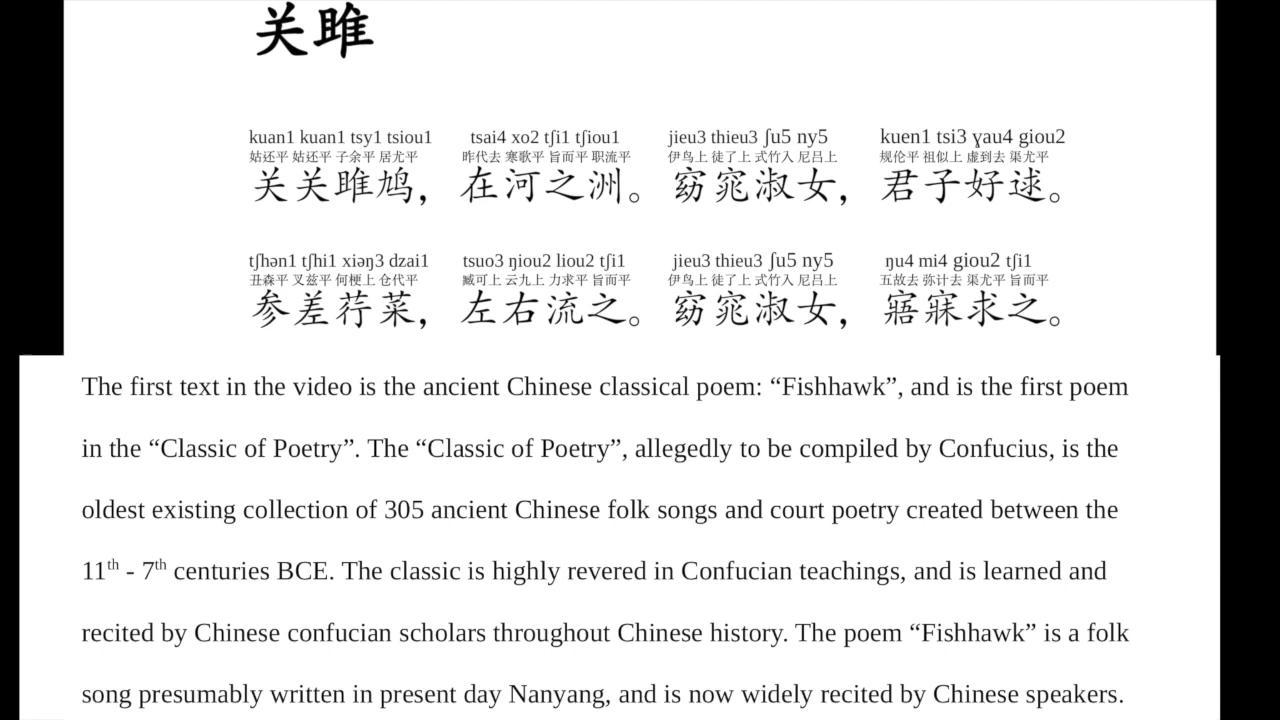 关雎
kuan1 kuan1 tsy1 tsiou1 tsai4 xo2 tʃi1 tʃiou1 jieu3 thieu3 ʃu5 ny5 kuen1 tsi3 ɣau4 giou2
姑还平 姑还平 子余平 居尤平 昨代去 寒歌平 旨而平 职流平 伊鸟上 徒了上 式竹入 尼吕上 规伦平 祖似上 虚到去 渠尤平
关关雎鸠，在河之洲。窈窕淑女，君子好逑。
tʃhən1 tʃhi1 xiəŋ3 dzai1 tsuo3 ŋiou2 liou2 tʃi1 jieu3 thieu3 ʃu5 ny5 ŋu4 mi4 giou2 tʃi1
丑森平 叉兹平 何梗上 仓代平 臧可上 云九上 力求平 旨而平 伊鸟上 徒了上 式竹入 尼吕上 五故去 弥计去 渠尤平 旨而平
参差荇菜，左右流之。窈窕淑女，寤寐求之。
The first text in the video is the ancient Chinese classical poem: “Fishhawk”, and is the first poem
in the “Classic of Poetry”. The “Classic of Poetry”, allegedly to be compiled by Confucius, is the
oldest existing collection of 305 ancient Chinese folk songs and court poetry created between the
11th - 7th centuries BCE. The classic is highly revered in Confucian teachings, and is learned and
recited by Chinese confucian scholars throughout Chinese history. The poem “Fishhawk” is a folk
song presumably written in present day Nanyang, and is now widely recited by Chinese speakers.